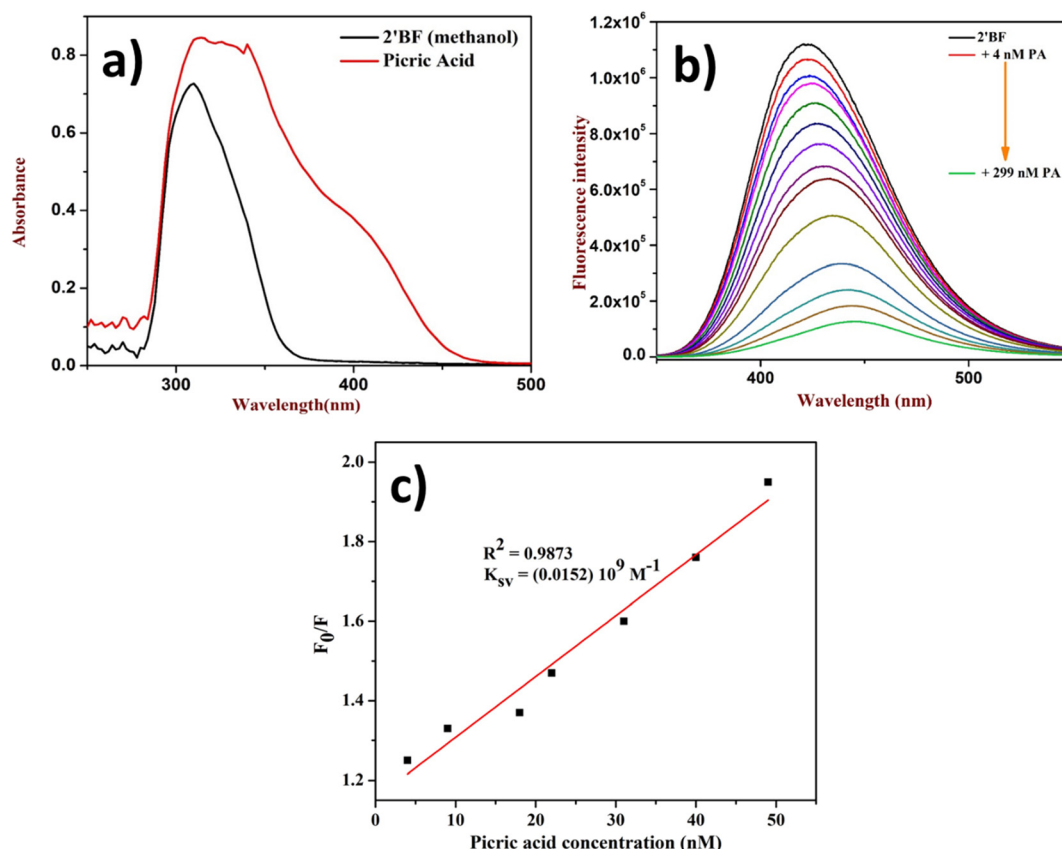 a)
2'BF (methanol)
Picric Acid
Absorbance
0.8
0.6
0.4
0.2
0.0
300
400
500
Wavelength(nm)
b)
2'BF
+ 4 nM PA
+ 299 nM PA
Fluorescence intensity
1.2x10⁶
1.0x10⁶
8.0x10⁵
6.0x10⁵
4.0x10⁵
2.0x10⁵
0.0
400
500
Wavelength (nm)
c)
R² = 0.9873
K_sv = (0.0152) 10⁹ M⁻¹
F₀/F
2.0
1.8
1.6
1.4
1.2
0
10
20
30
40
50
Picric acid concentration (nM)